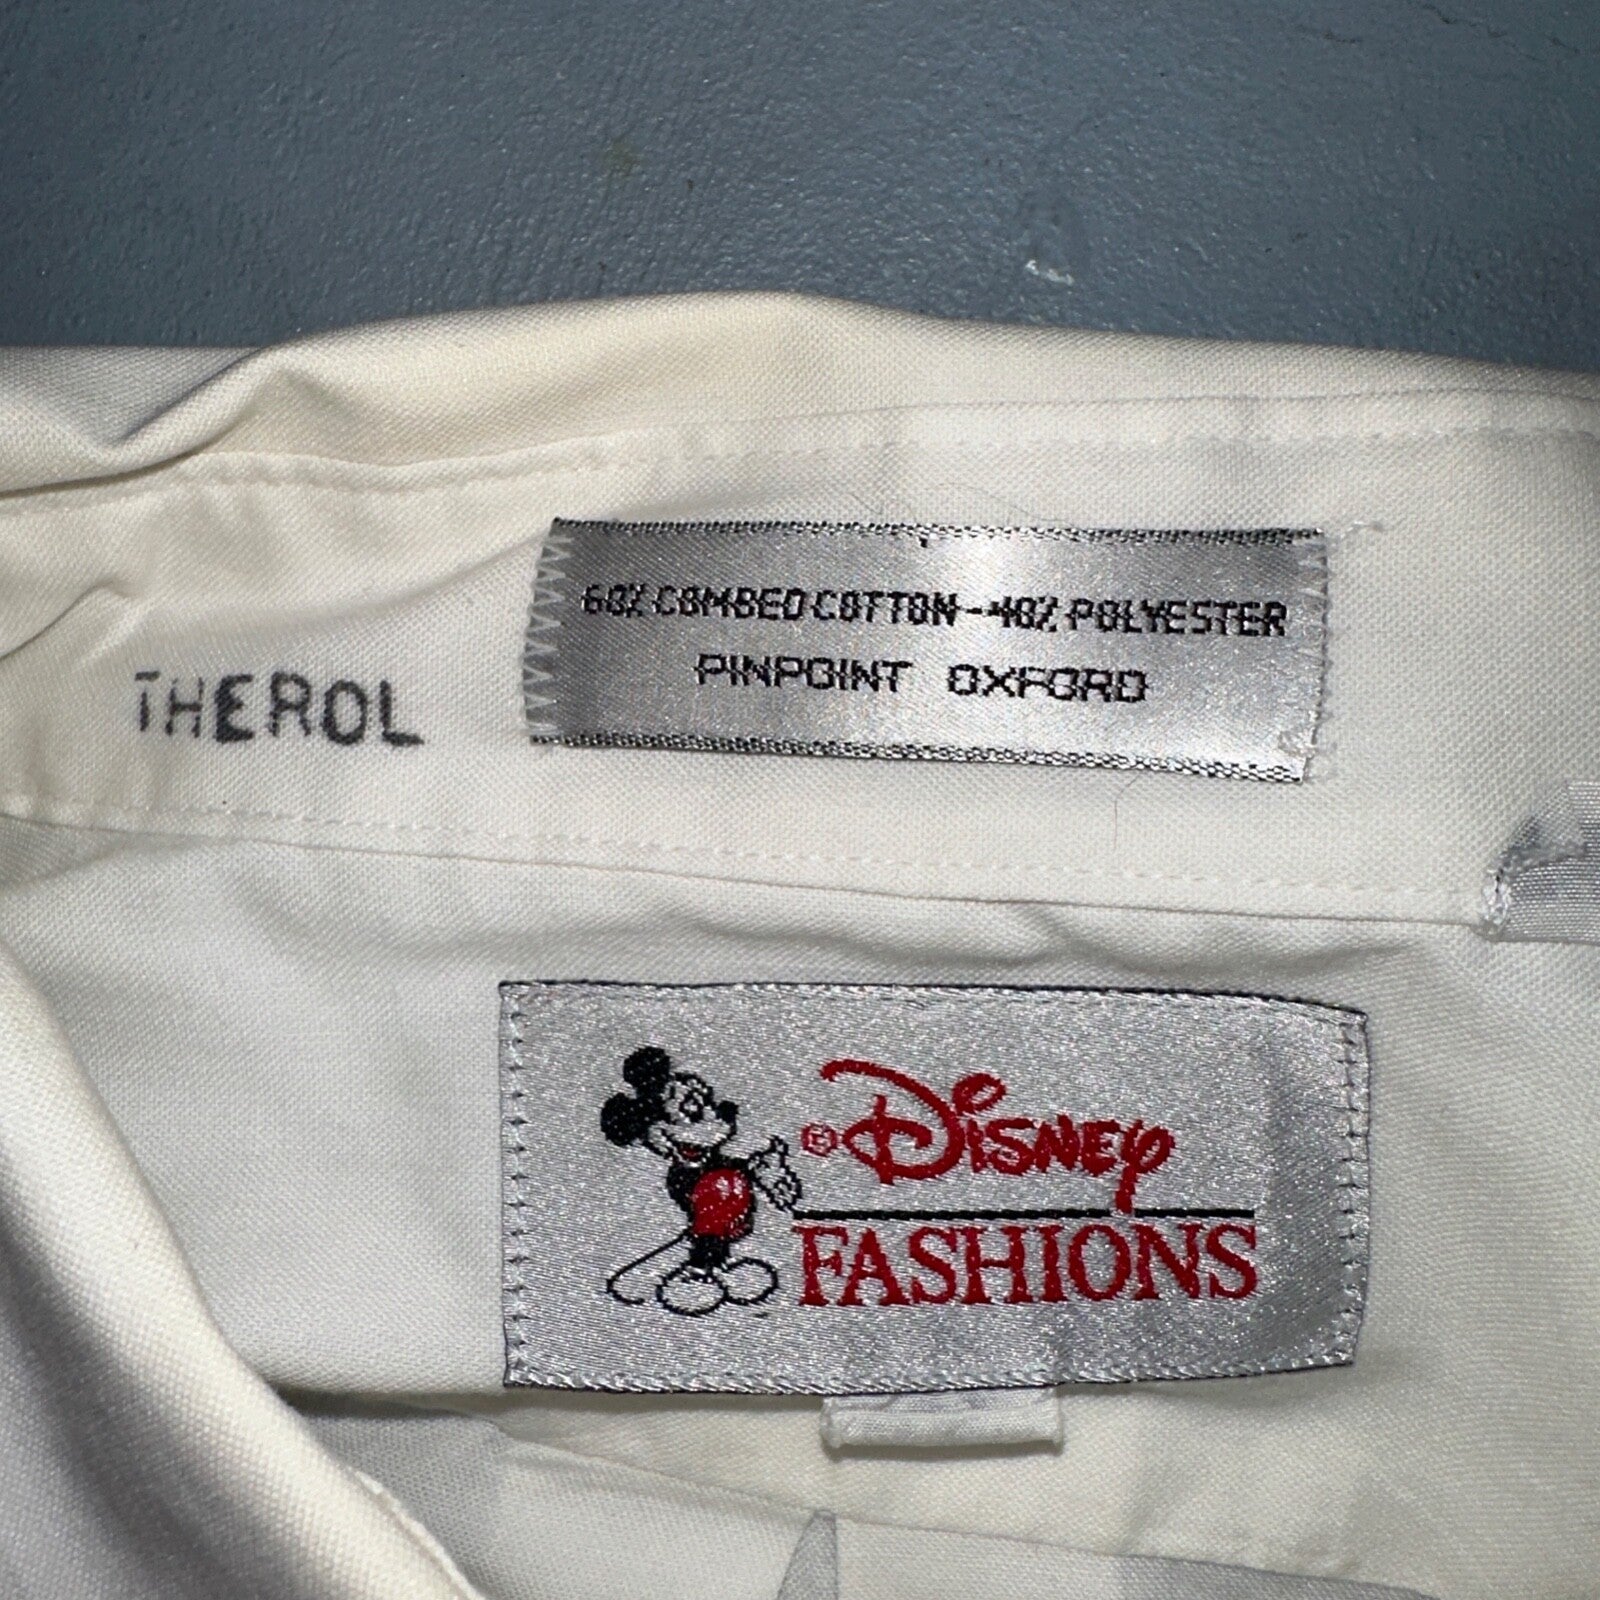 60% COMBED COTTON-40% POLYESTER
PINPOINT OXFORD
THEROL
© DISNEY
FASHIONS